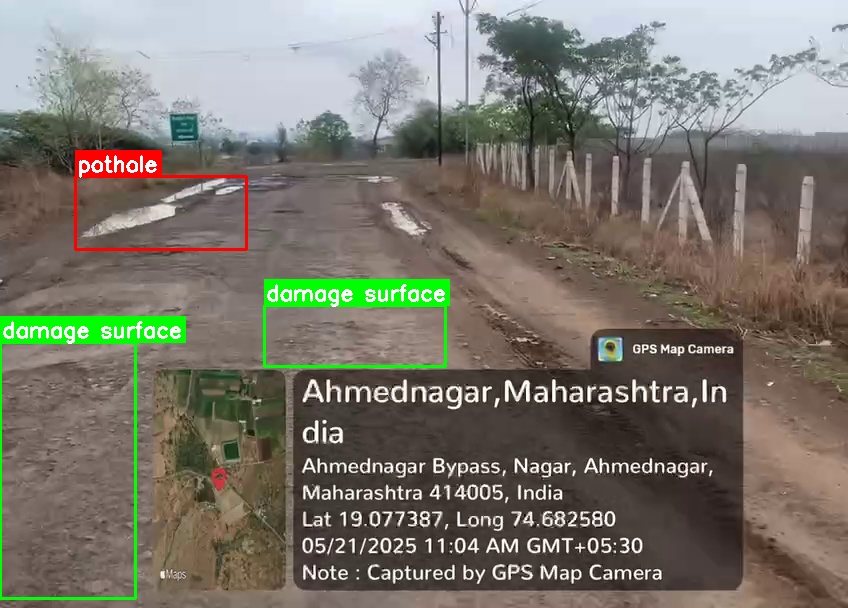 pothole
damage surface
damage surface
GPS Map Camera
Ahmednagar,Maharashtra,In
dia
Ahmednagar Bypass, Nagar, Ahmednagar,
Maharashtra 414005, India
Lat 19.077387, Long 74.682580
05/21/2025 11:04 AM GMT+05:30
Note : Captured by GPS Map Camera
Maps